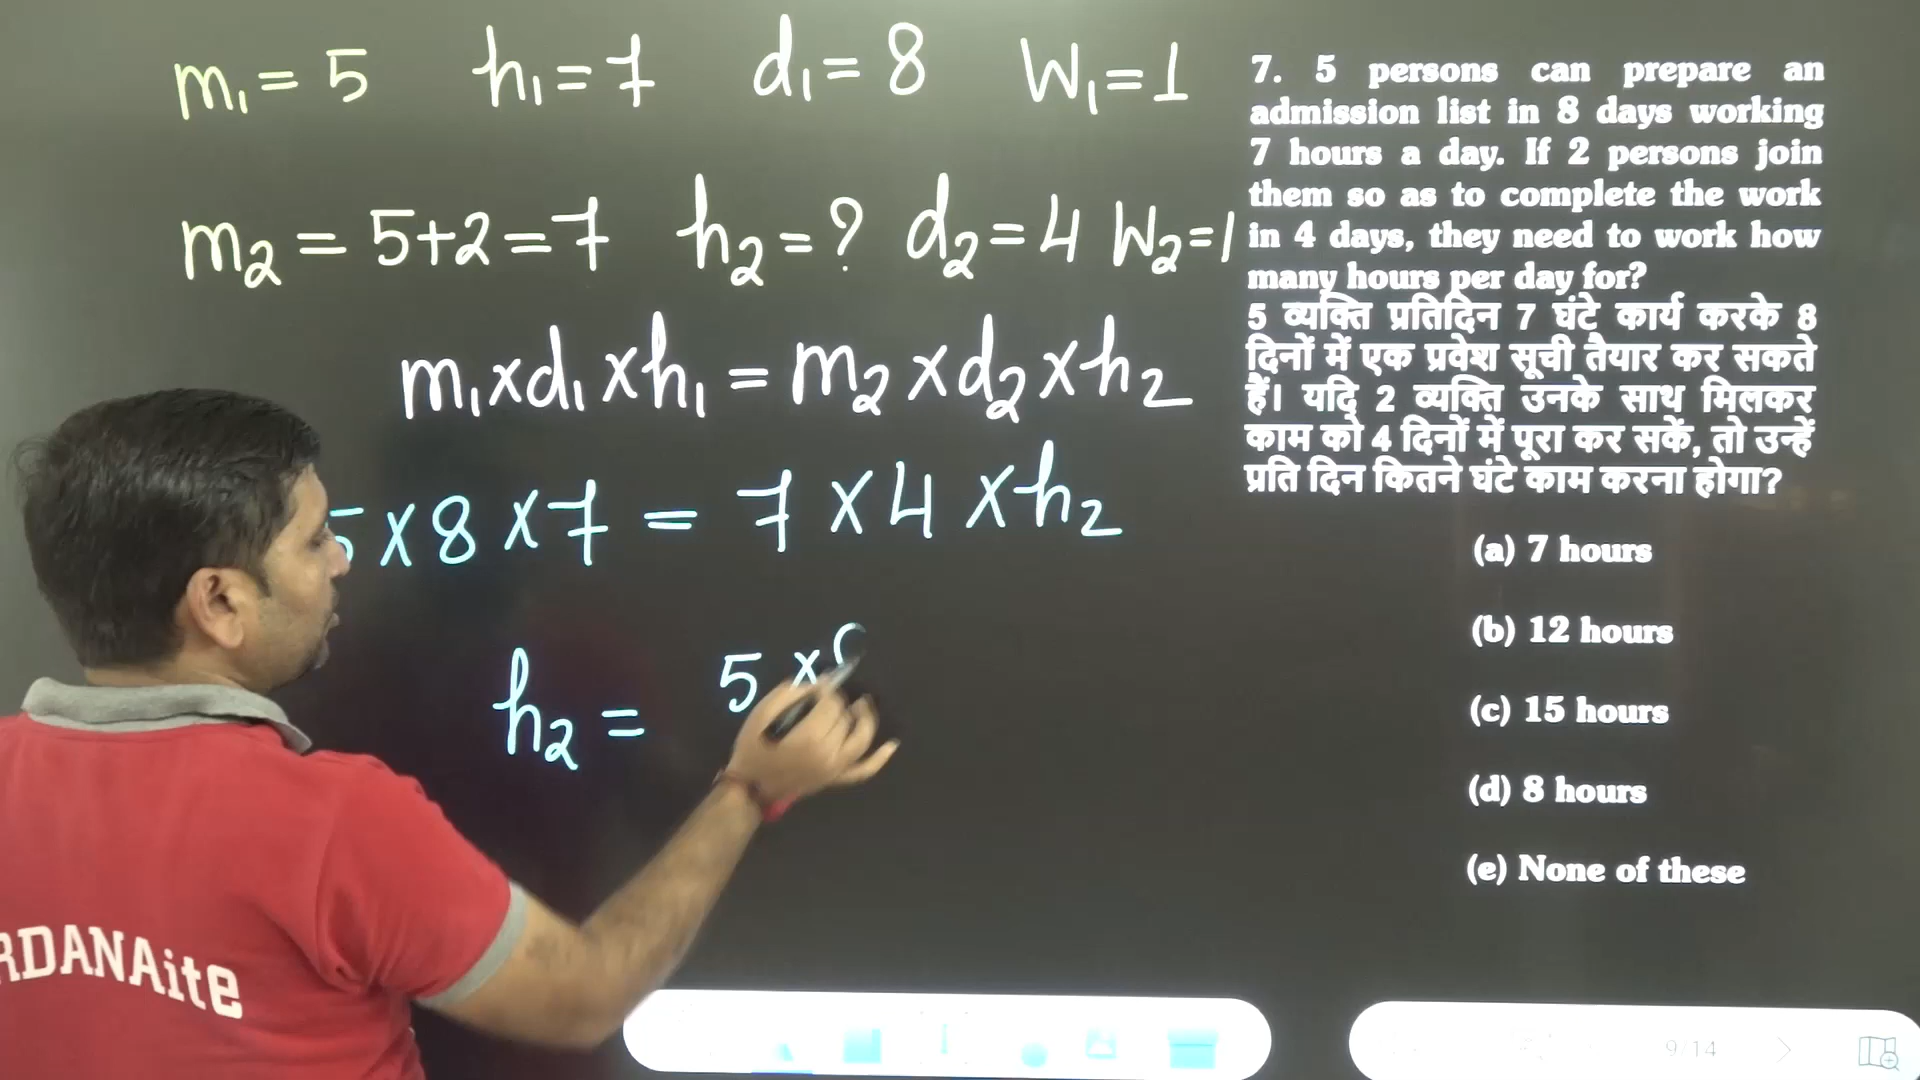 m₁ = 5 h₁ = 7 d₁ = 8 W₁ = 1
m₂ = 5+2 = 7 h₂ = ? d₂ = 4 W₂ = 1
m₁ x d₁ x h₁ = m₂ x d₂ x h₂
5 x 8 x 7 = 7 x 4 x h₂
h₂ = 5 x
7. 5 persons can prepare an
admission list in 8 days working
7 hours a day. If 2 persons join
them so as to complete the work
in 4 days, they need to work how
many hours per day for?
5 व्यक्ति प्रतिदिन 7 घंटे कार्य करके 8
दिनों में एक प्रवेश सूची तैयार कर सकते
हैं। यदि 2 व्यक्ति उनके साथ मिलकर
काम को 4 दिनों में पूरा कर सकें, तो उन्हें
प्रति दिन कितने घंटे काम करना होगा?
(a) 7 hours
(b) 12 hours
(c) 15 hours
(d) 8 hours
(e) None of these
RDANAite
9/14